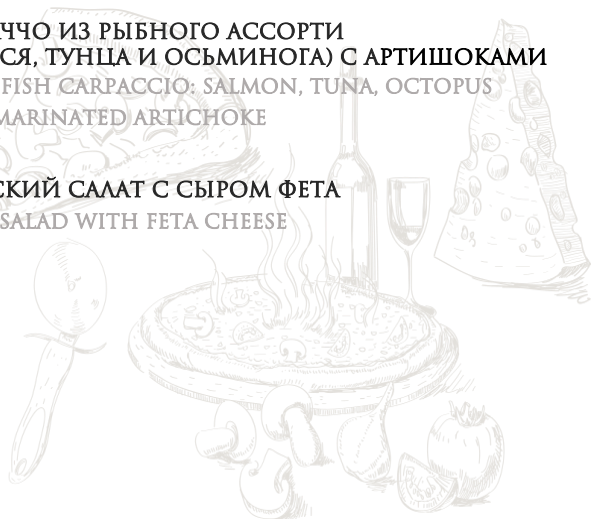 ЧЧО ИЗ РЫБНОГО АССОРТИ
СЯ, ТУНЦА И ОСЬМИНОГА) С АРТИШОКАМИ
FISH CARPACCIO: SALMON, TUNA, OCTOPUS
MARINATED ARTICHOKE
СКИЙ САЛАТ С СЫРОМ ФЕТА
SALAD WITH FETA CHEESE